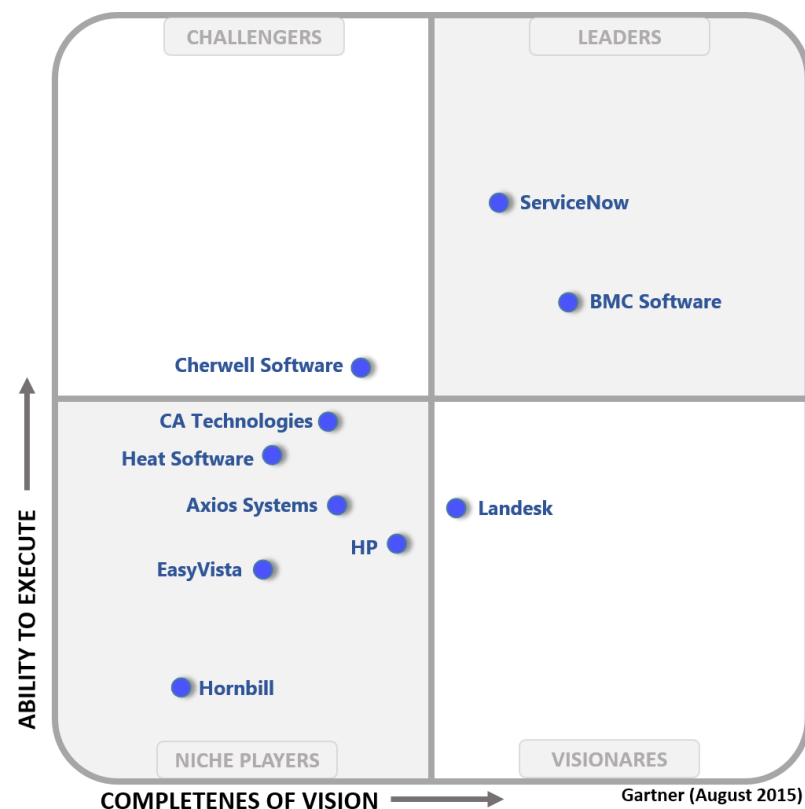 CHALLENGERS
LEADERS
ServiceNow
BMC Software
Cherwell Software
CA Technologies
Heat Software
Axios Systems
Landesk
HP
EasyVista
Hornbill
NICHE PLAYERS
VISIONARES
ABILITY TO EXECUTE
COMPLETENES OF VISION
Gartner (August 2015)